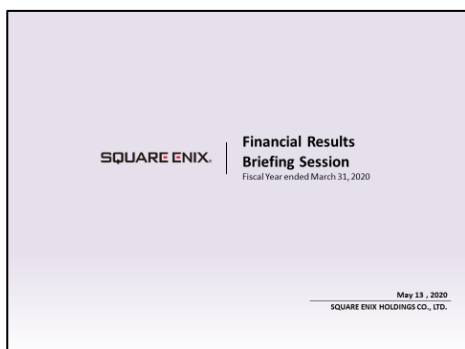 SQUARE ENIX®
Financial Results
Briefing Session
Fiscal Year ended March 31, 2020
May 13 , 2020
SQUARE ENIX HOLDINGS CO., LTD.